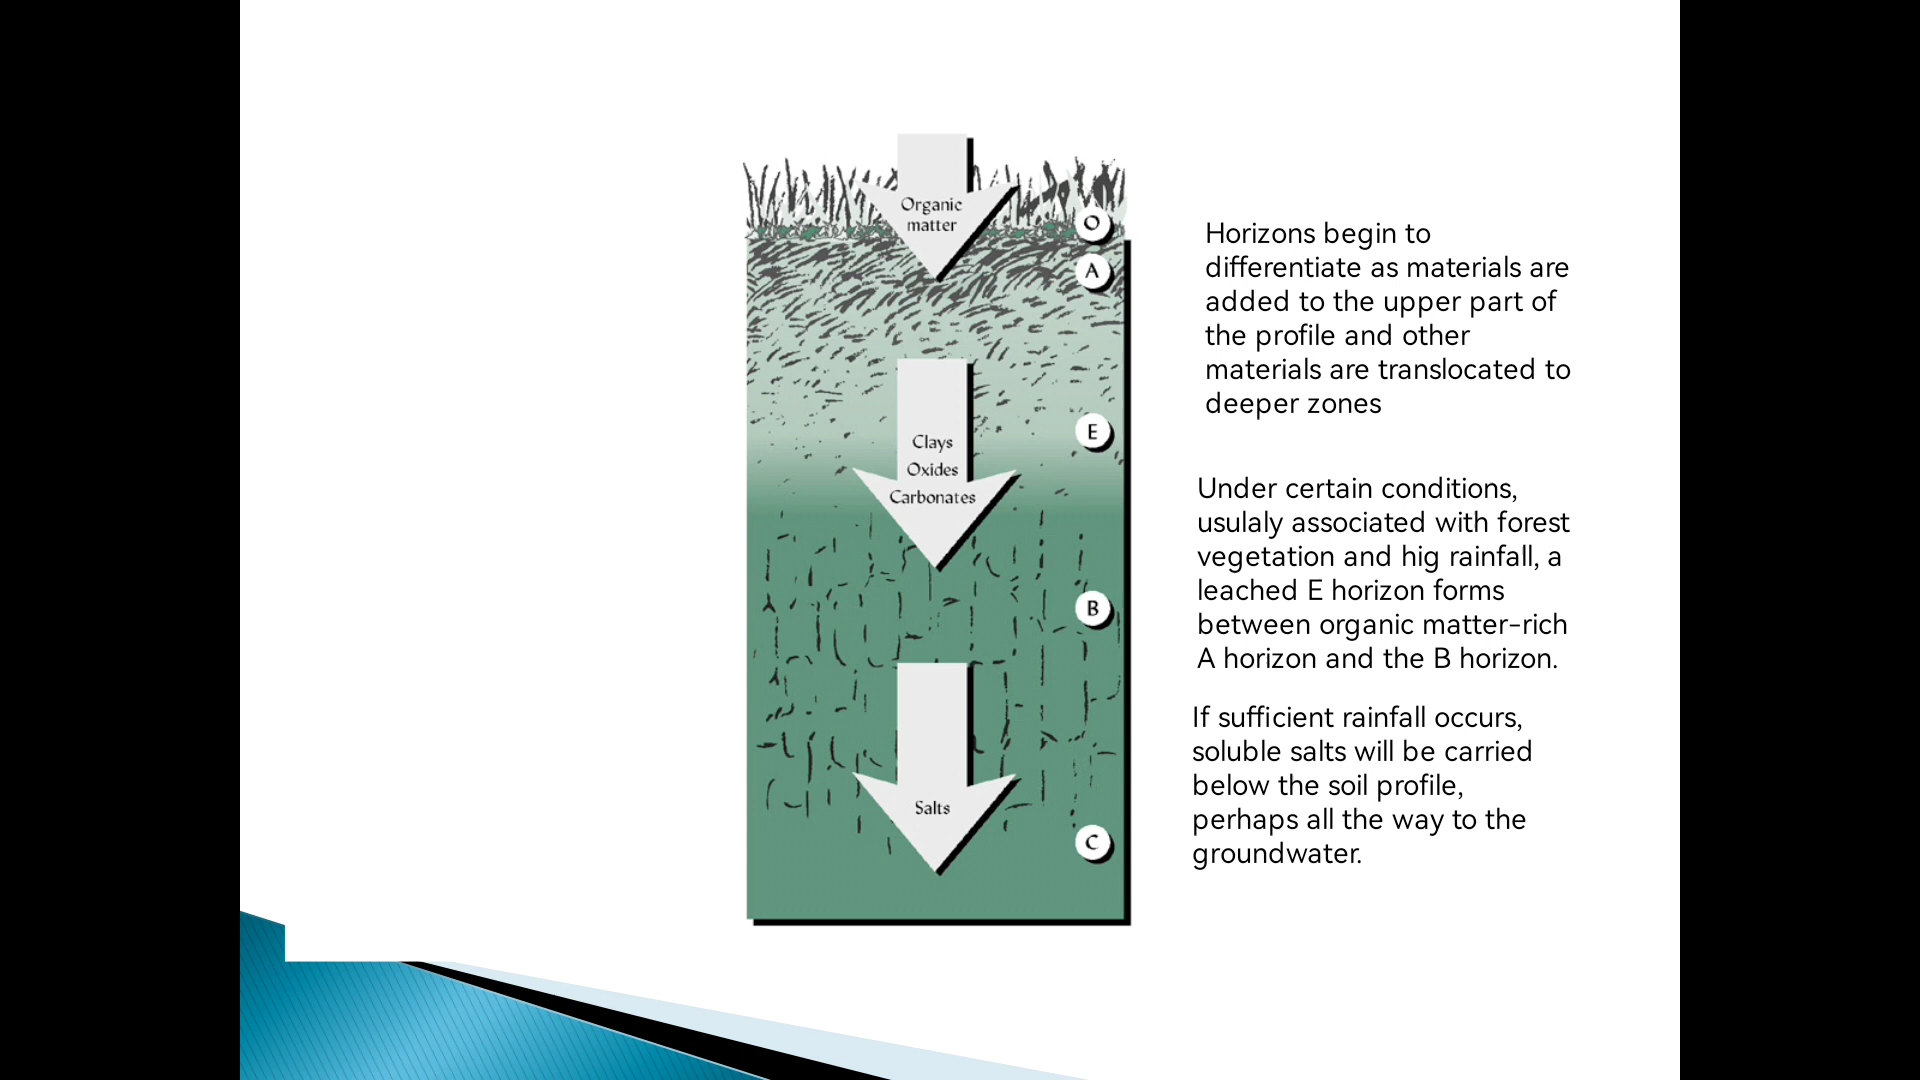 Organic
matter
O
A
Clays
Oxides
Carbonates
E
B
Salts
C
Horizons begin to
differentiate as materials are
added to the upper part of
the profile and other
materials are translocated to
deeper zones
Under certain conditions,
usulaly associated with forest
vegetation and hig rainfall, a
leached E horizon forms
between organic matter-rich
A horizon and the B horizon.
If sufficient rainfall occurs,
soluble salts will be carried
below the soil profile,
perhaps all the way to the
groundwater.